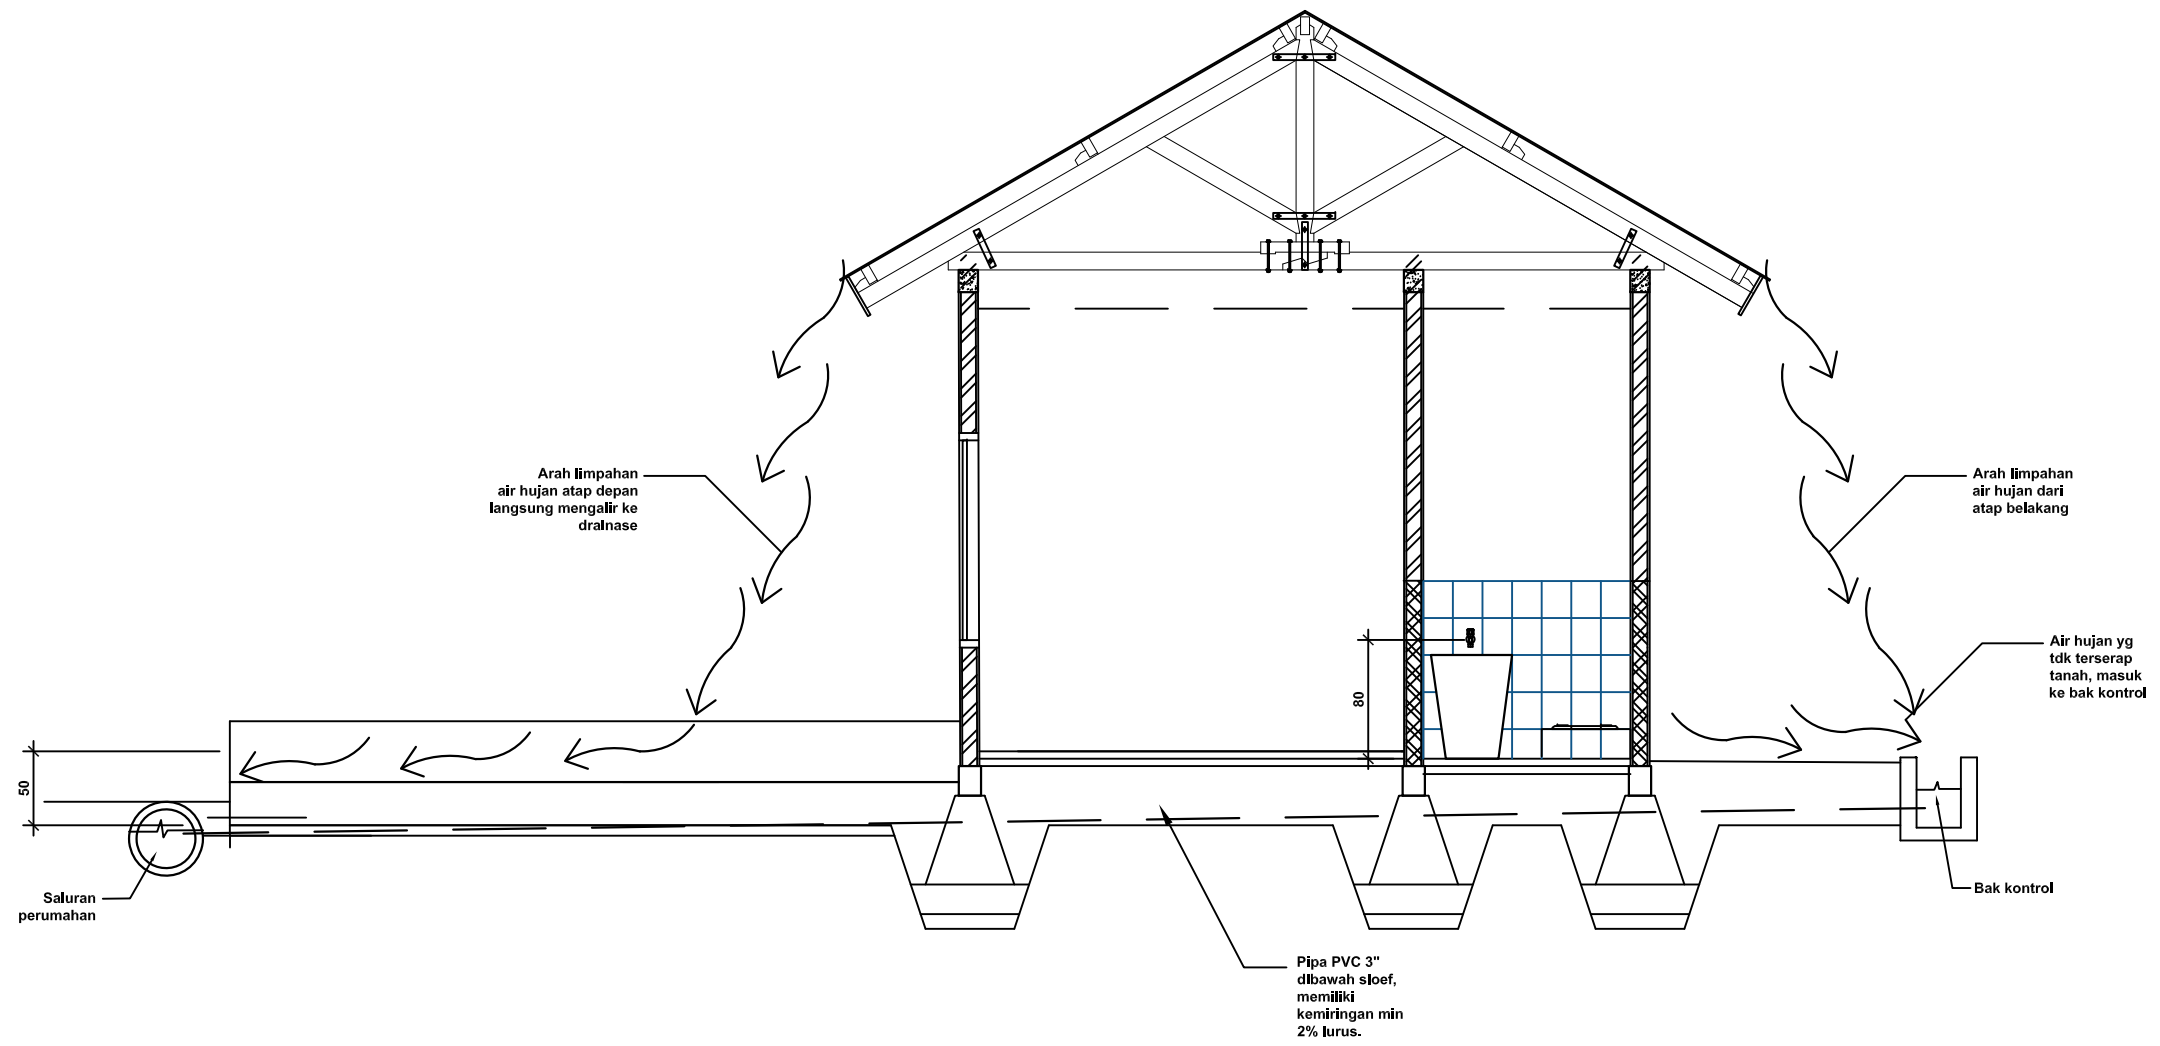 Arah limpahan
air hujan atap depan
langsung mengalir ke
drainase
Arah limpahan
air hujan dari
atap belakang
Air hujan yg
tdk terserap
tanah, masuk
ke bak kontrol
80
50
Saluran
perumahan
Bak kontrol
Pipa PVC 3"
dibawah sloef,
memiliki
kemiringan min
2% lurus.